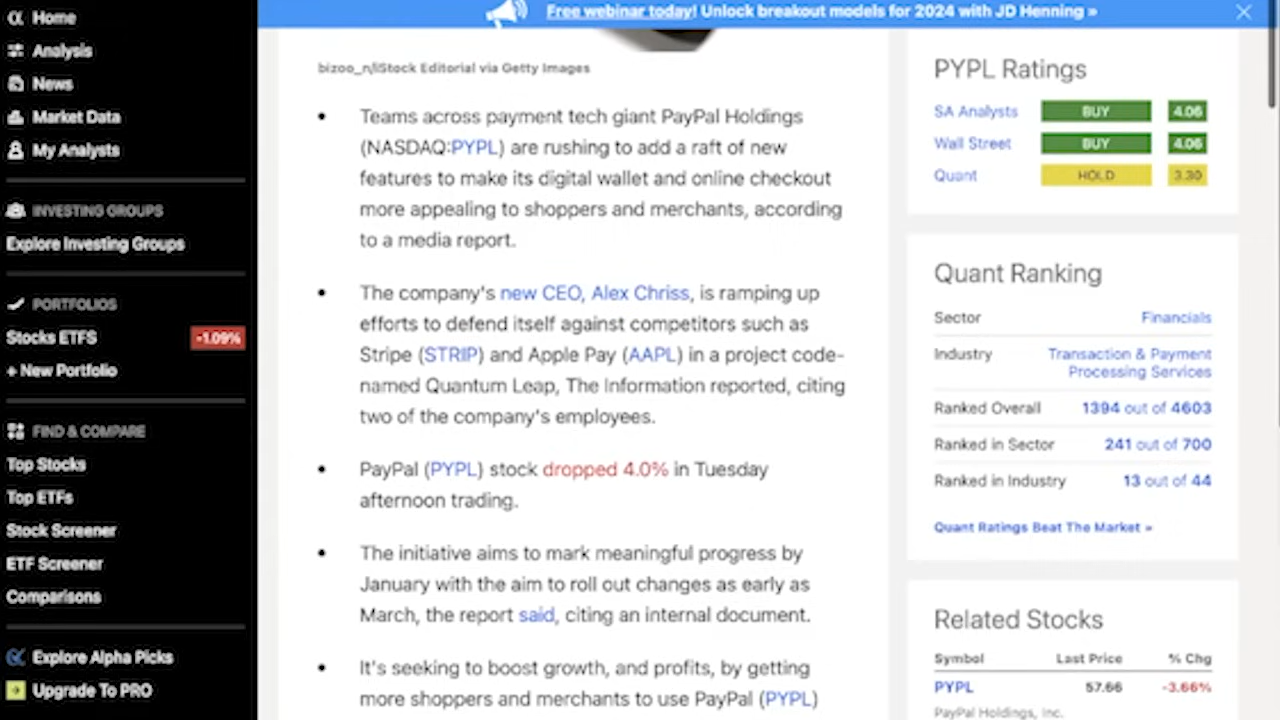 Home
Analysis
News
Market Data
My Analysts
INVESTING GROUPS
Explore Investing Groups
PORTFOLIOS
Stocks ETFS -1.09%
+ New Portfolio
FIND & COMPARE
Top Stocks
Top ETFs
Stock Screener
ETF Screener
Comparisons
Explore Alpha Picks
Upgrade To PRO
Free webinar today! Unlock breakout models for 2024 with JD Henning »
bizoo_n/iStock Editorial via Getty Images
• Teams across payment tech giant PayPal Holdings
(NASDAQ:PYPL) are rushing to add a raft of new
features to make its digital wallet and online checkout
more appealing to shoppers and merchants, according
to a media report.
• The company's new CEO, Alex Chriss, is ramping up
efforts to defend itself against competitors such as
Stripe (STRIP) and Apple Pay (AAPL) in a project code-
named Quantum Leap, The Information reported, citing
two of the company's employees.
• PayPal (PYPL) stock dropped 4.0% in Tuesday
afternoon trading.
• The initiative aims to mark meaningful progress by
January with the aim to roll out changes as early as
March, the report said, citing an internal document.
• It's seeking to boost growth, and profits, by getting
more shoppers and merchants to use PayPal (PYPL)
PYPL Ratings
SA Analysts BUY 4.06
Wall Street BUY 4.06
Quant HOLD 3.30
Quant Ranking
Sector Financials
Industry Transaction & Payment
Processing Services
Ranked Overall 1394 out of 4603
Ranked in Sector 241 out of 700
Ranked in Industry 13 out of 44
Quant Ratings Beat The Market »
Related Stocks
Symbol Last Price % Chg
PYPL 57.66 -3.66%
PayPal Holdings, Inc.